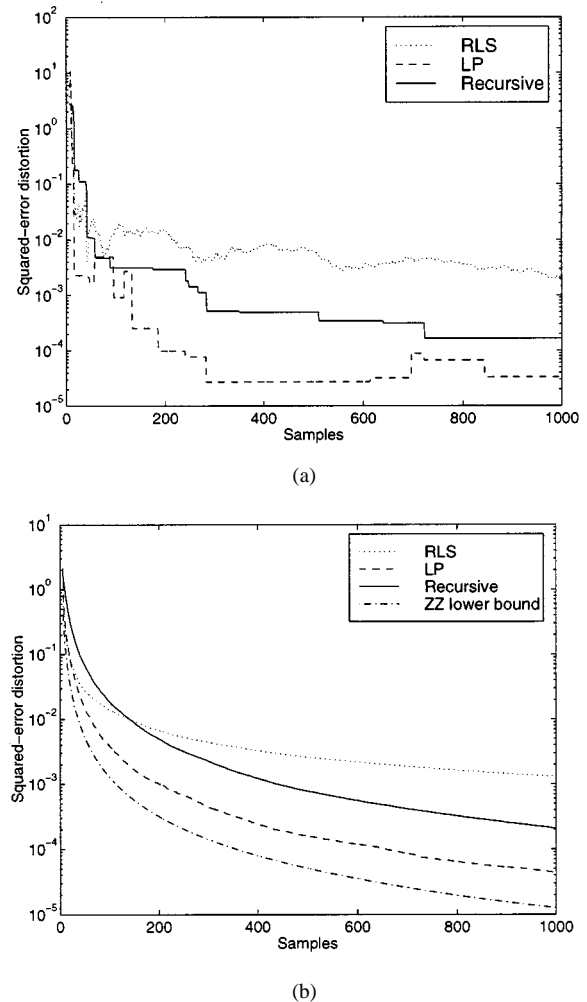 10^2
10^1
10^0
10^-1
10^-2
10^-3
10^-4
10^-5
Squared-error distortion
RLS
LP
Recursive
0 200 400 600 800 1000
Samples
(a)
10^1
10^0
10^-1
10^-2
10^-3
10^-4
10^-5
Squared-error distortion
RLS
LP
Recursive
ZZ lower bound
0 200 400 600 800 1000
Samples
(b)